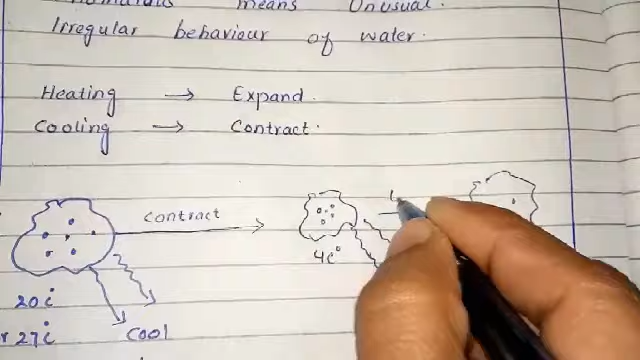 means Unusual.
Irregular behaviour of water.
Heating → Expand.
Cooling → Contract.
contract
4c°
20c
27c
Cool